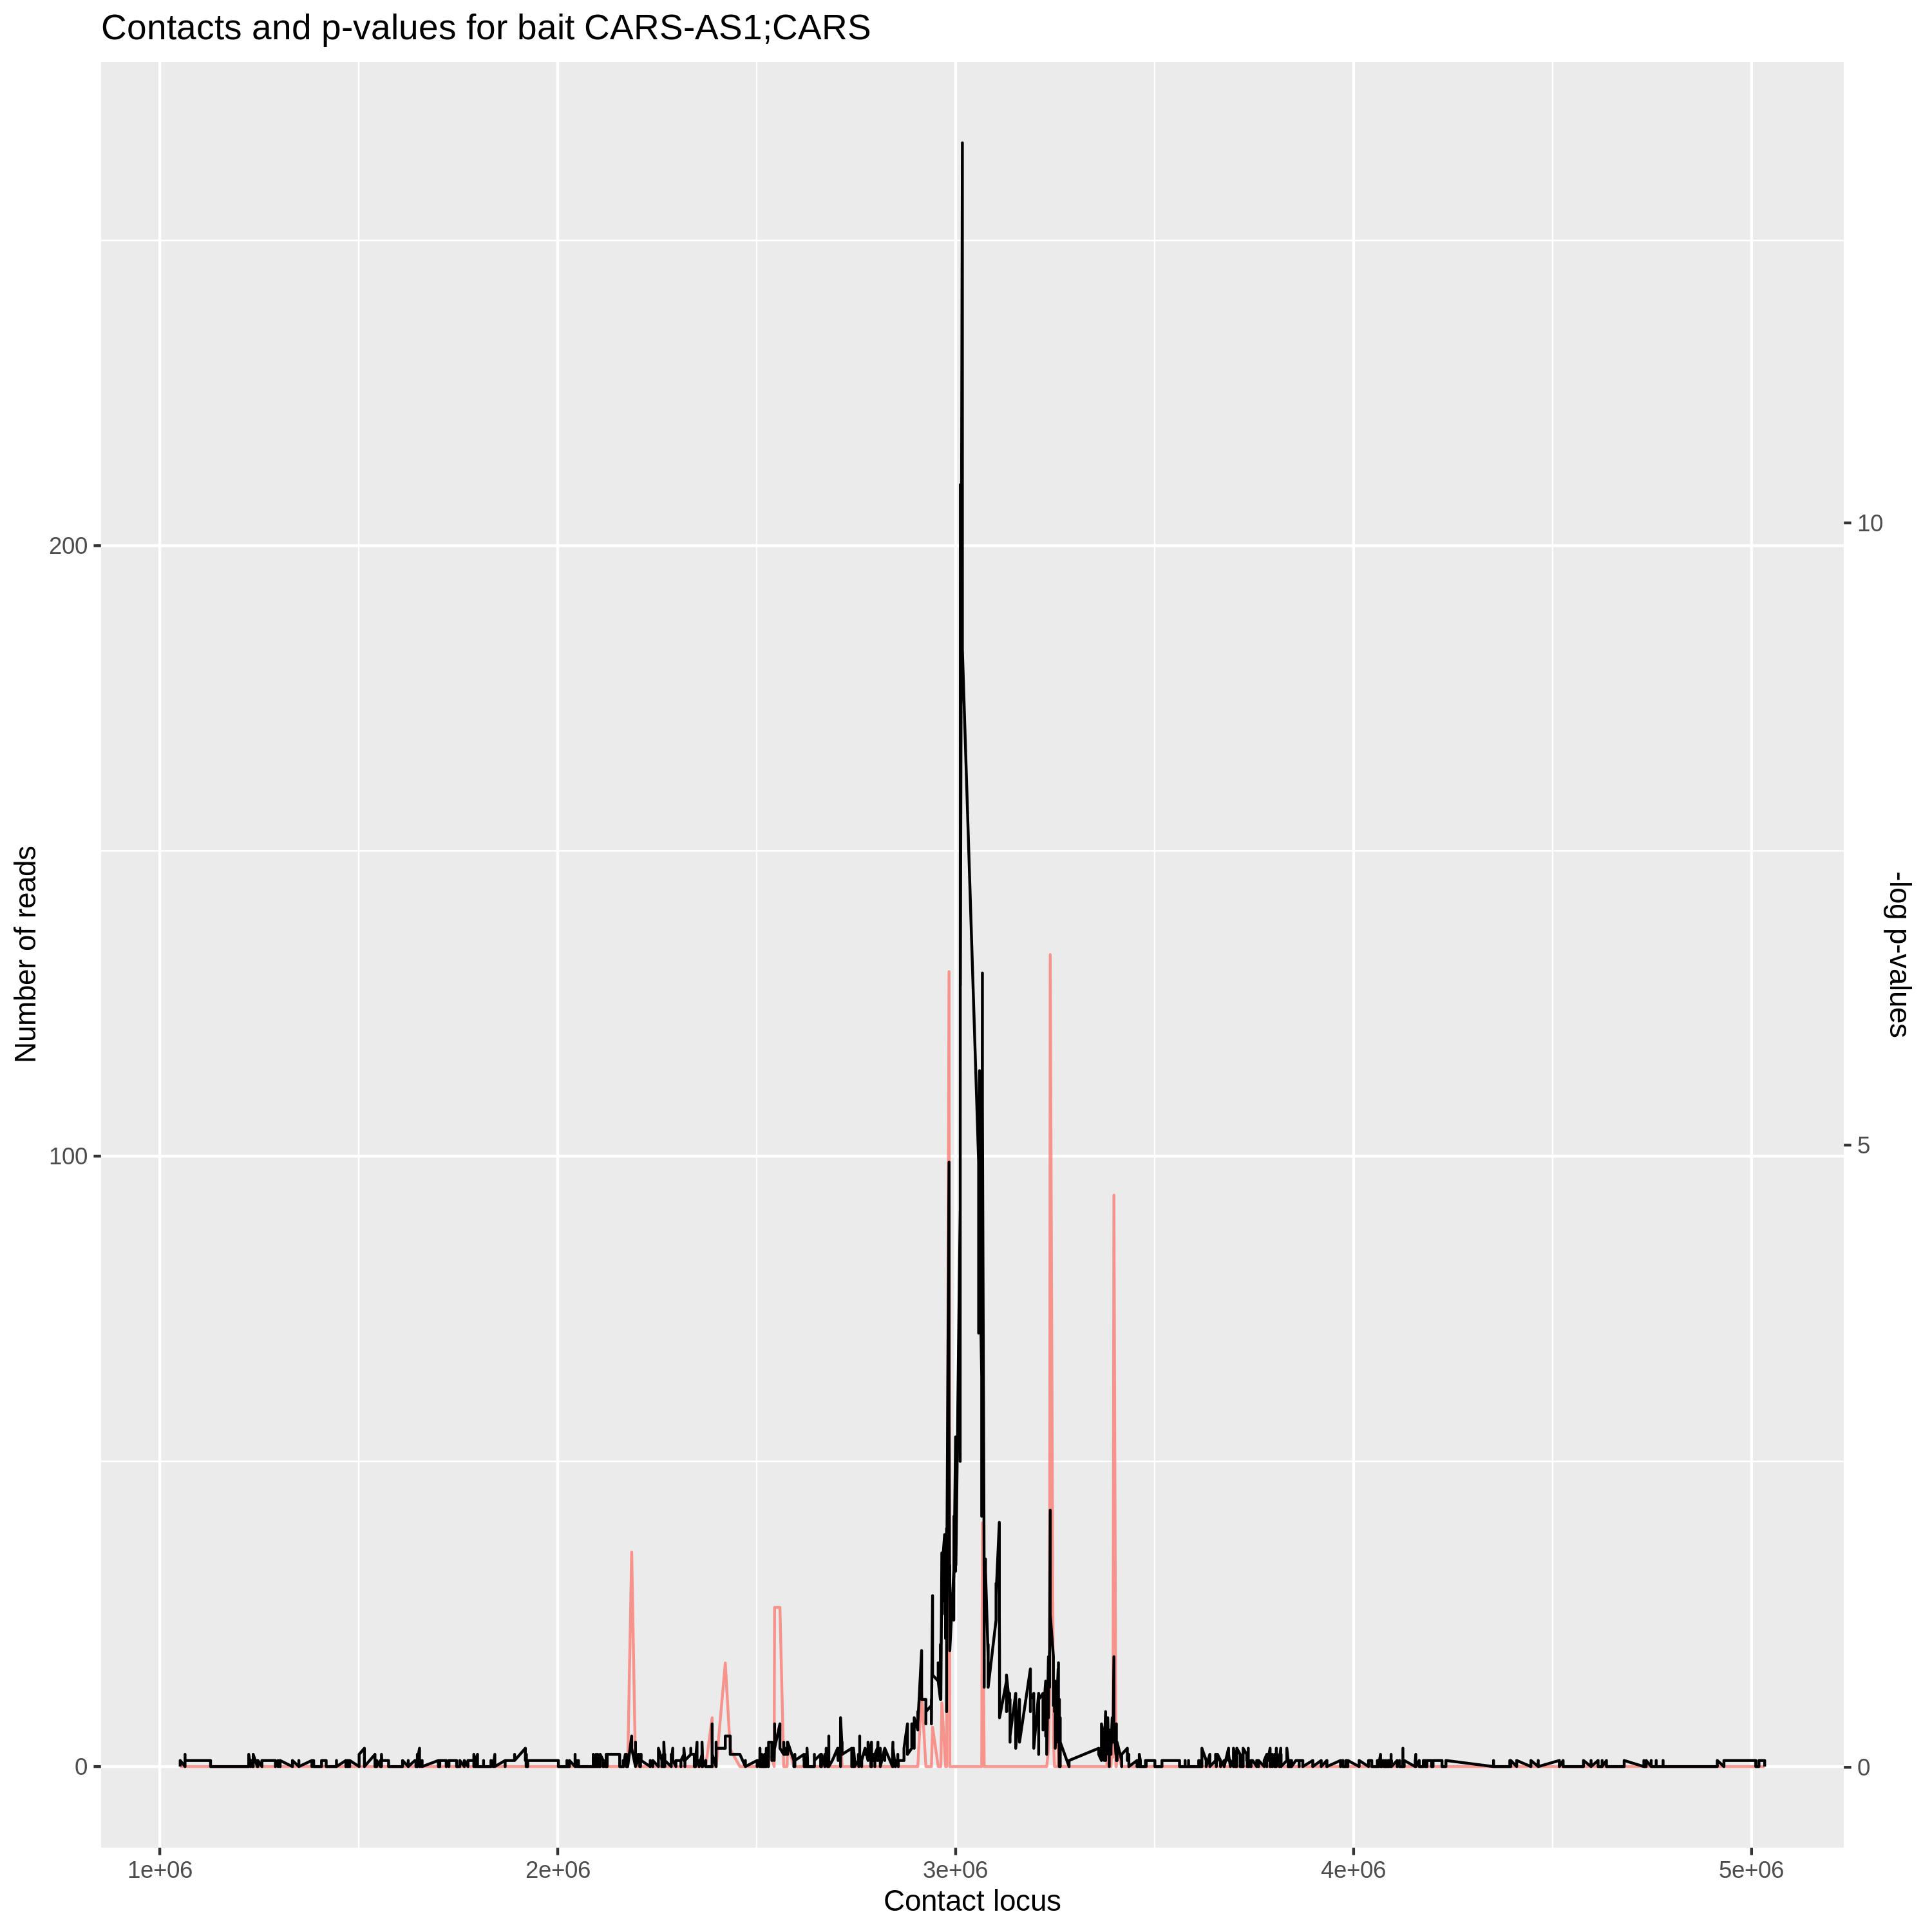 Contacts and p-values for bait CARS-AS1;CARS
200
100
0
Number of reads
10
5
0
-log p-values
1e+06
2e+06
3e+06
4e+06
5e+06
Contact locus